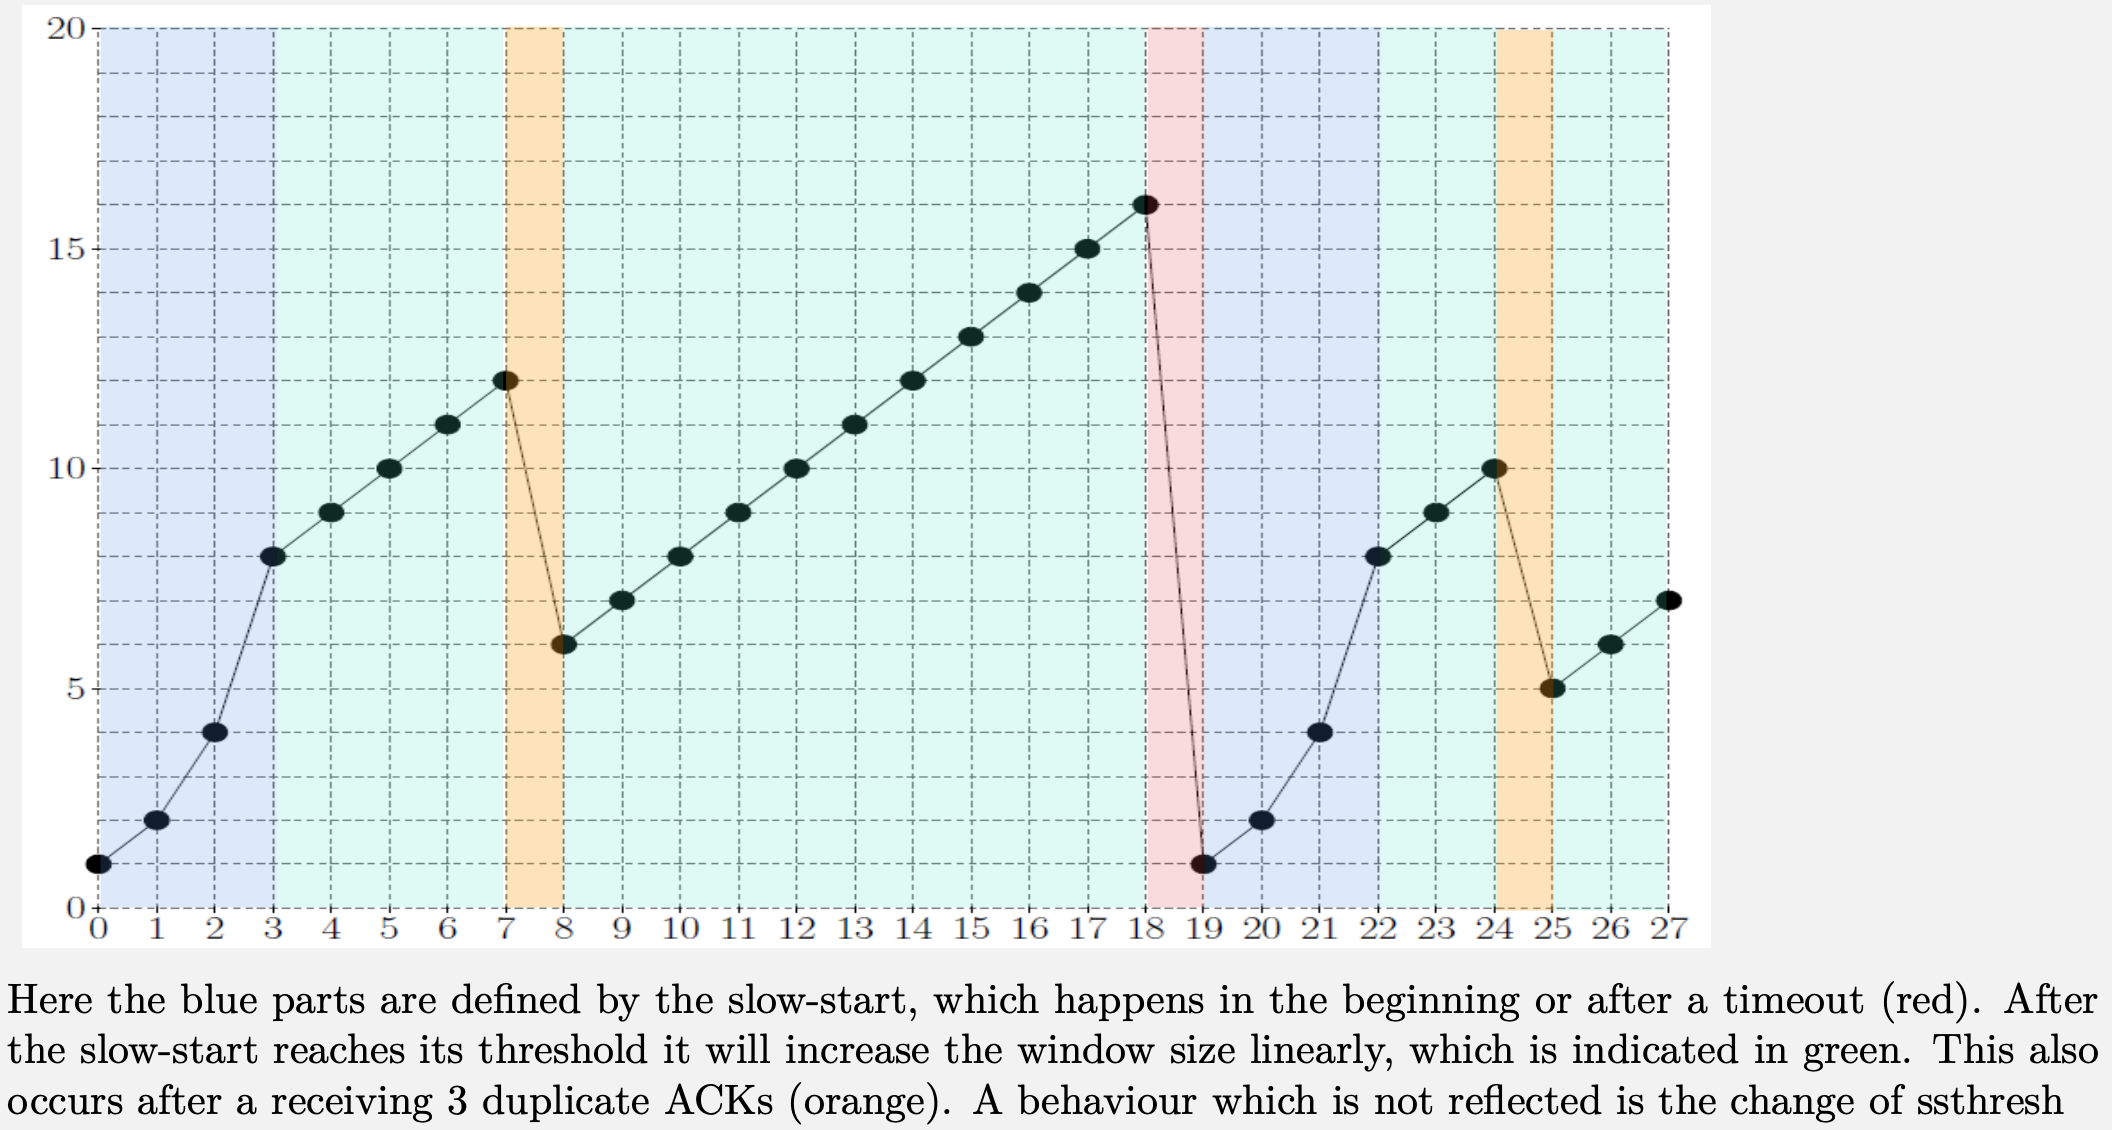 20
15
10
5
0
0 1 2 3 4 5 6 7 8 9 10 11 12 13 14 15 16 17 18 19 20 21 22 23 24 25 26 27
Here the blue parts are defined by the slow-start, which happens in the beginning or after a timeout (red). After
the slow-start reaches its threshold it will increase the window size linearly, which is indicated in green. This also
occurs after a receiving 3 duplicate ACKs (orange). A behaviour which is not reflected is the change of ssthresh